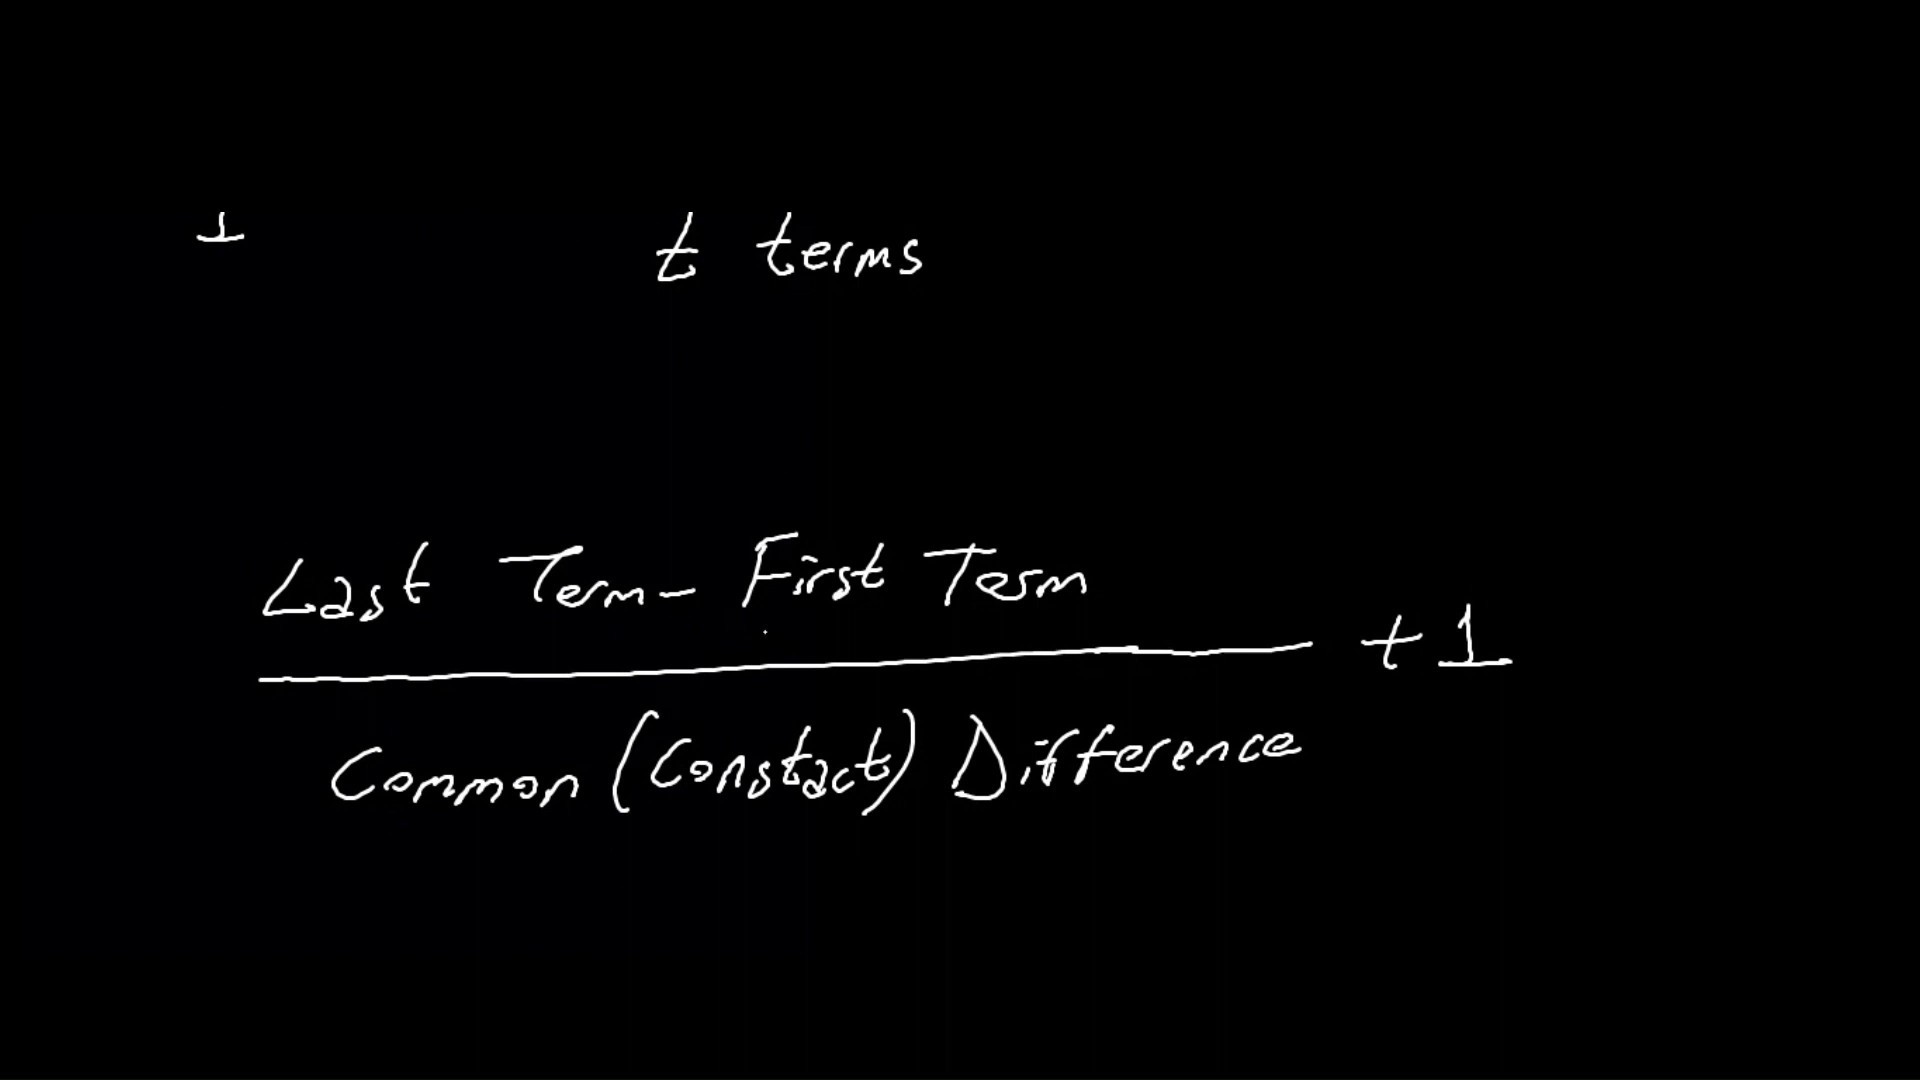 t terms
Last Term - First Term
+ 1
Common (Constact) Difference